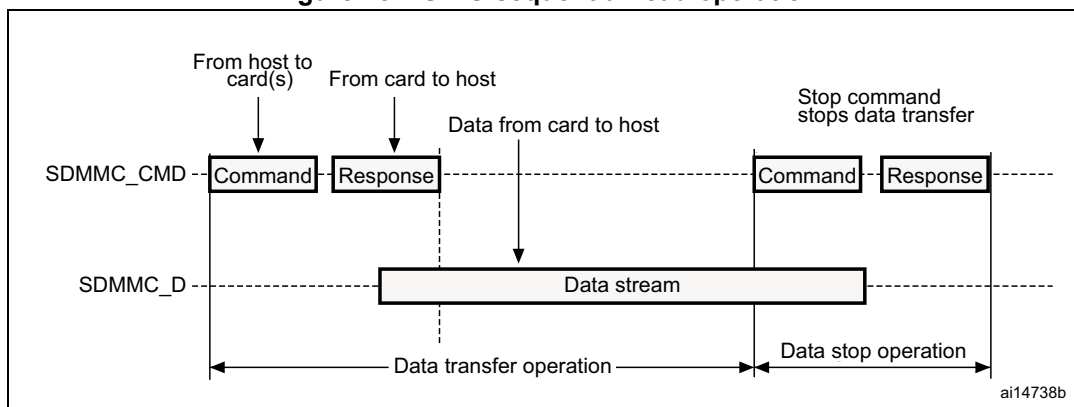 From host to
card(s)
From card to host
Data from card to host
Stop command
stops data transfer
SDMMC_CMD
Command
Response
Command
Response
SDMMC_D
Data stream
Data transfer operation
Data stop operation
ai14738b